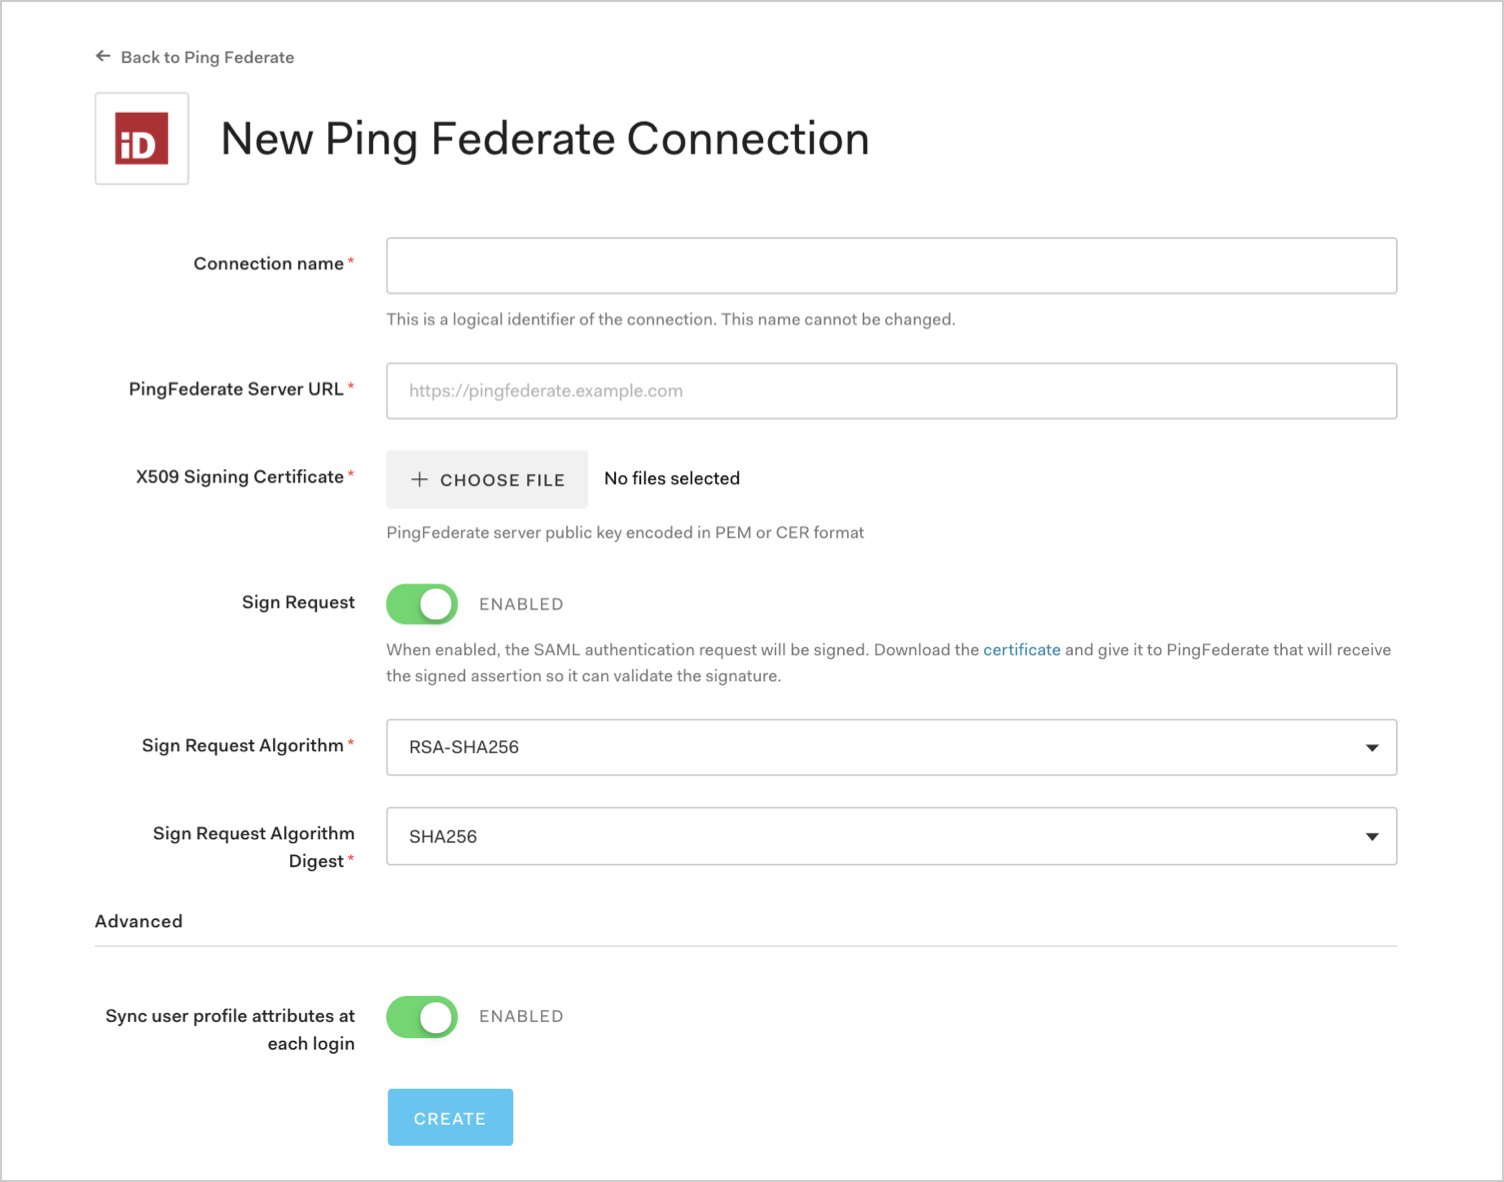 ← Back to Ping Federate
iD
New Ping Federate Connection
Connection name *
This is a logical identifier of the connection. This name cannot be changed.
PingFederate Server URL *
https://pingfederate.example.com
X509 Signing Certificate *
+ CHOOSE FILE No files selected
PingFederate server public key encoded in PEM or CER format
Sign Request
ENABLED
When enabled, the SAML authentication request will be signed. Download the certificate and give it to PingFederate that will receive
the signed assertion so it can validate the signature.
Sign Request Algorithm *
RSA-SHA256
Sign Request Algorithm
Digest *
SHA256
Advanced
Sync user profile attributes at
each login
ENABLED
CREATE